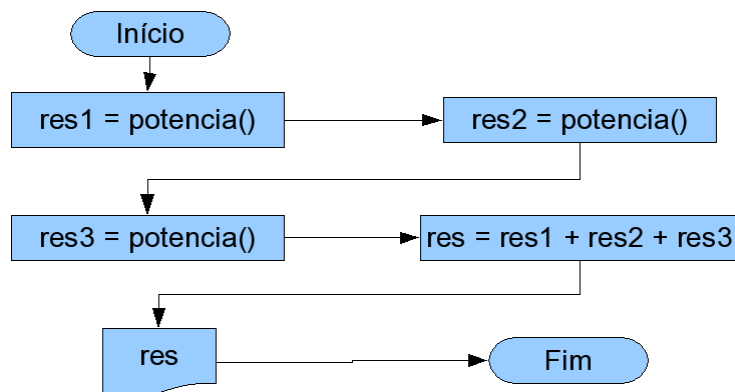 Início
res1 = potencia()
res2 = potencia()
res3 = potencia()
res = res1 + res2 + res3
res
Fim